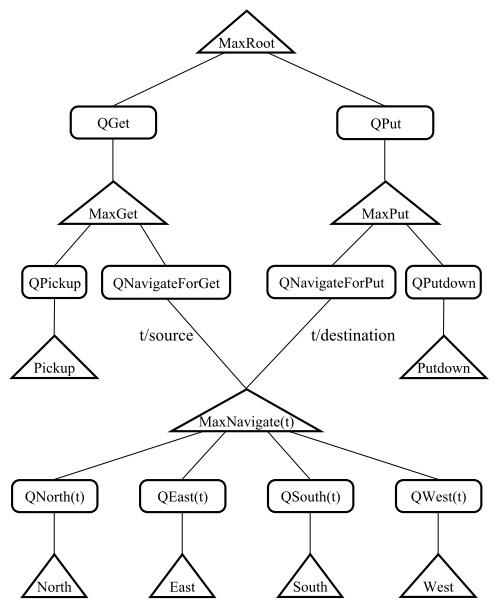 MaxRoot
QGet
QPut
MaxGet
MaxPut
QPickup
QNavigateForGet
QNavigateForPut
QPutdown
t/source
t/destination
Pickup
Putdown
MaxNavigate(t)
QNorth(t)
QEast(t)
QSouth(t)
QWest(t)
North
East
South
West